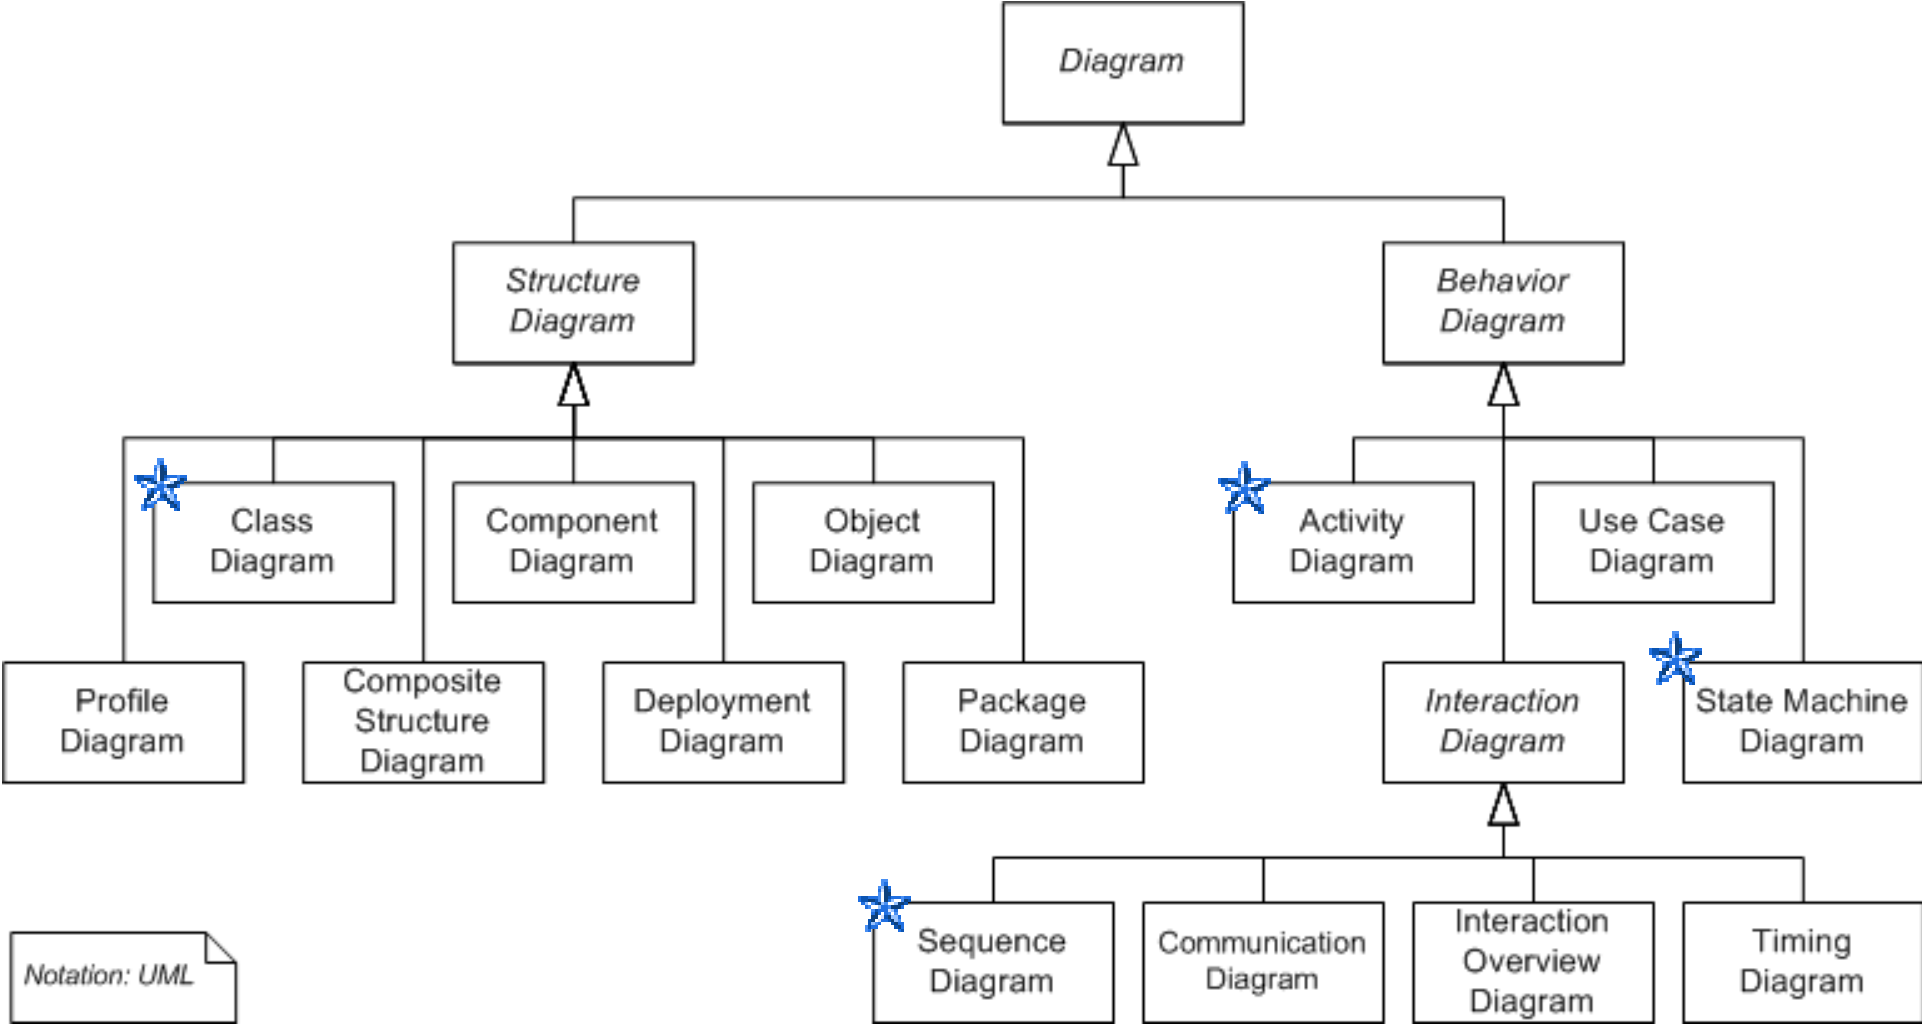 Diagram
Structure
Diagram
Behavior
Diagram
Class
Diagram
Component
Diagram
Object
Diagram
Activity
Diagram
Use Case
Diagram
Profile
Diagram
Composite
Structure
Diagram
Deployment
Diagram
Package
Diagram
Interaction
Diagram
State Machine
Diagram
Sequence
Diagram
Communication
Diagram
Interaction
Overview
Diagram
Timing
Diagram
Notation: UML